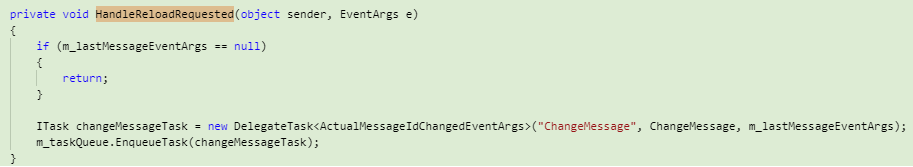 private void HandleReloadRequested(object sender, EventArgs e)
{
    if (m_lastMessageEventArgs == null)
    {
        return;
    }

    ITask changeMessageTask = new DelegateTask<ActualMessageIdChangedEventArgs>("ChangeMessage", ChangeMessage, m_lastMessageEventArgs);
    m_taskQueue.EnqueueTask(changeMessageTask);
}